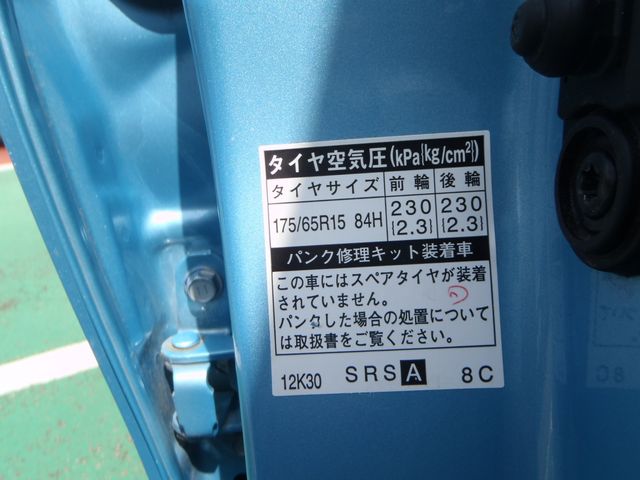 タイヤ空気圧(kPa{kg/cm²})
タイヤサイズ 前輪 後輪
175/65R15 84H 230 230
{2.3} {2.3}
パンク修理キット装着車
この車にはスペアタイヤが装着
されていません。
パンクした場合の処置について
は取扱書をご覧ください。
12K30 SRS A 8C